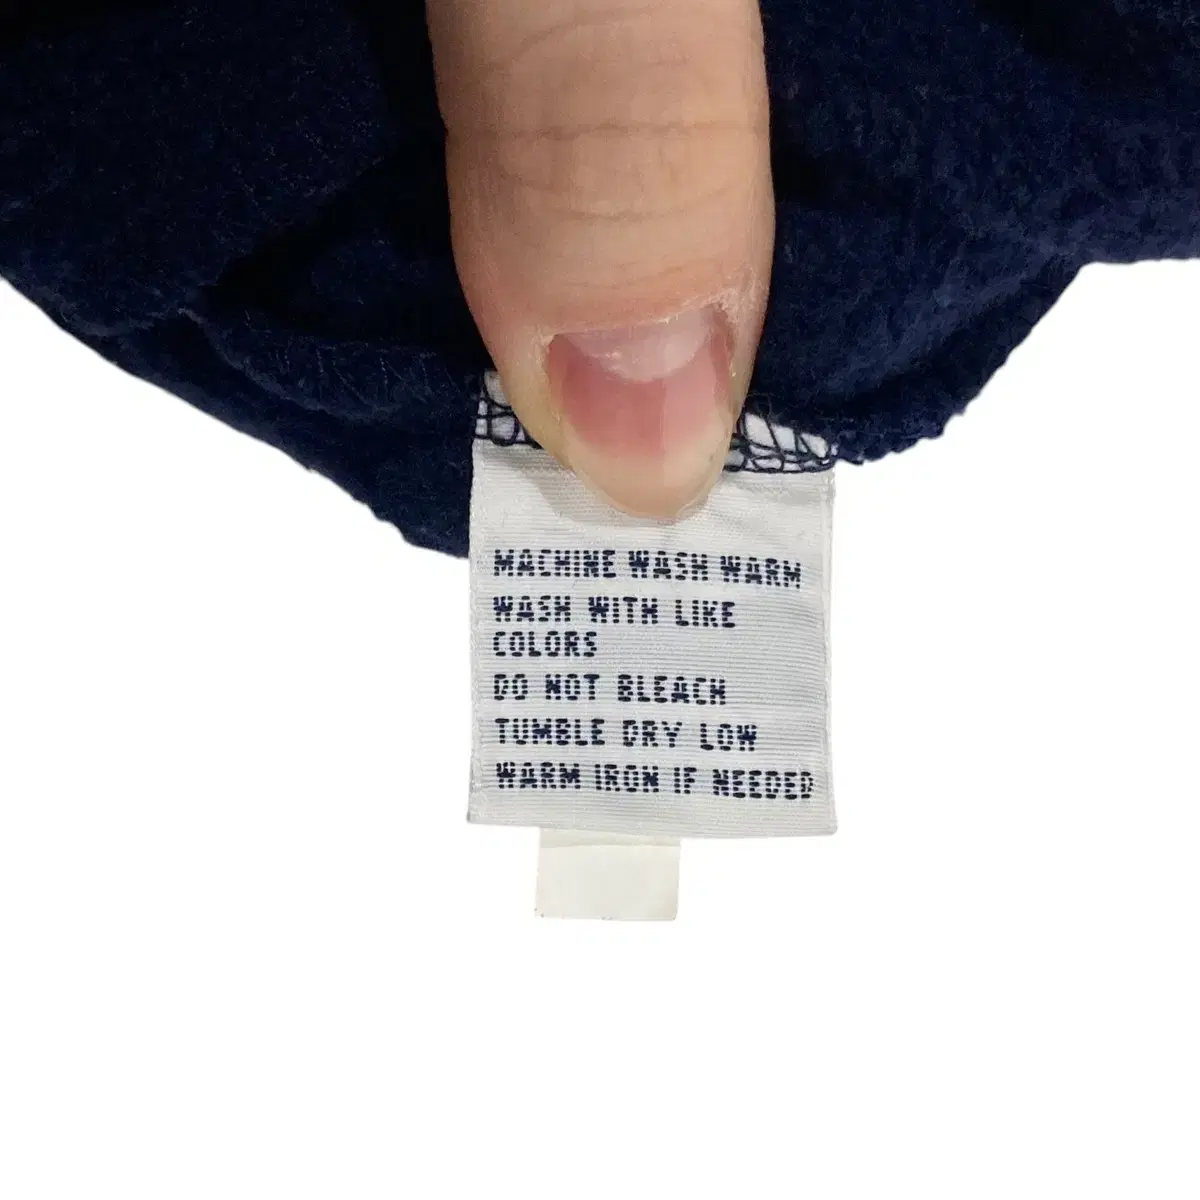 MACHINE WASH WARM
WASH WITH LIKE
COLORS
DO NOT BLEACH
TUMBLE DRY LOW
WARM IRON IF NEEDED